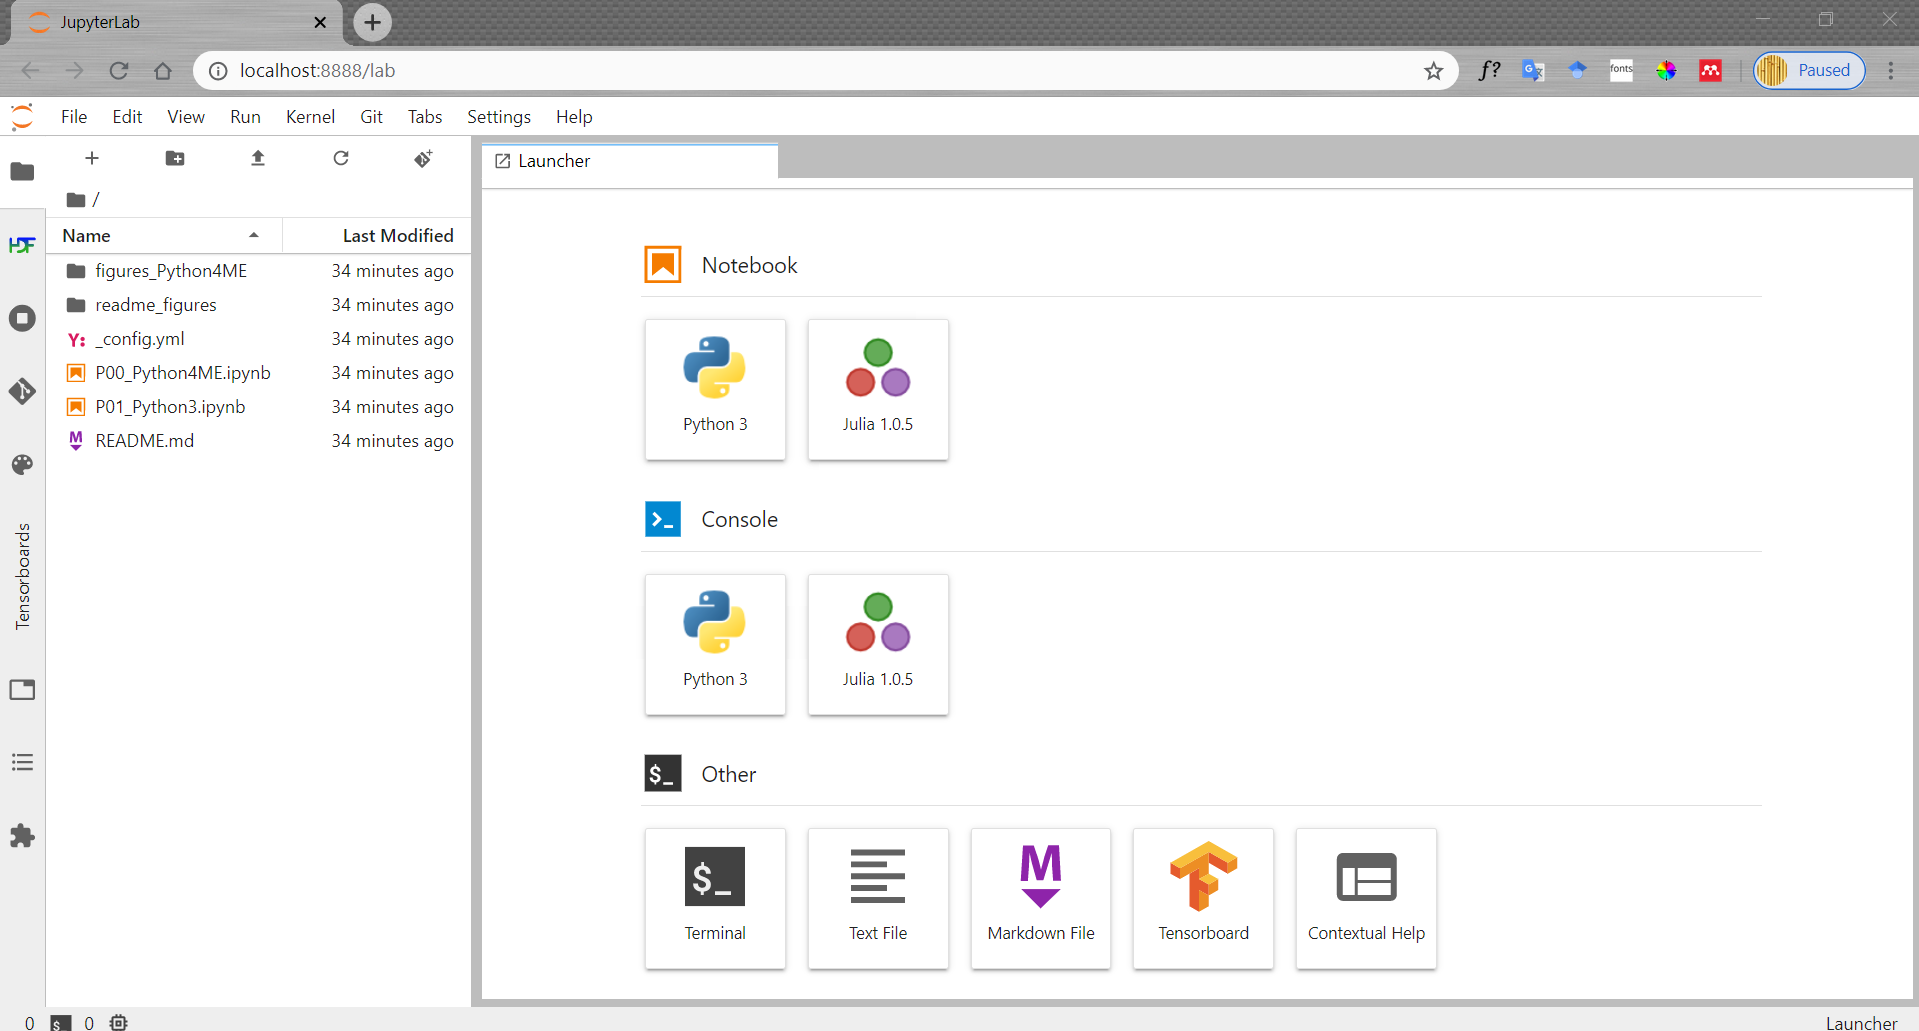 JupyterLab
localhost:8888/lab
f?
fonts
Paused
File Edit View Run Kernel Git Tabs Settings Help
Launcher
/
Name Last Modified
HDF
figures_Python4ME 34 minutes ago
readme_figures 34 minutes ago
Y: _config.yml 34 minutes ago
P00_Python4ME.ipynb 34 minutes ago
P01_Python3.ipynb 34 minutes ago
M README.md 34 minutes ago
Tensorboards
Notebook
Python 3 Julia 1.0.5
Console
Python 3 Julia 1.0.5
$_ Other
$_ M
Terminal Text File Markdown File Tensorboard Contextual Help
0 $_ 0 Launcher